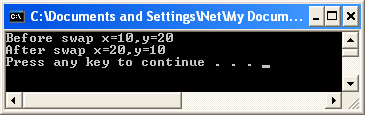 C:\Documents and Settings\Net\My Docum...
Before swap x=10,y=20
After swap x=20,y=10
Press any key to continue . . . _